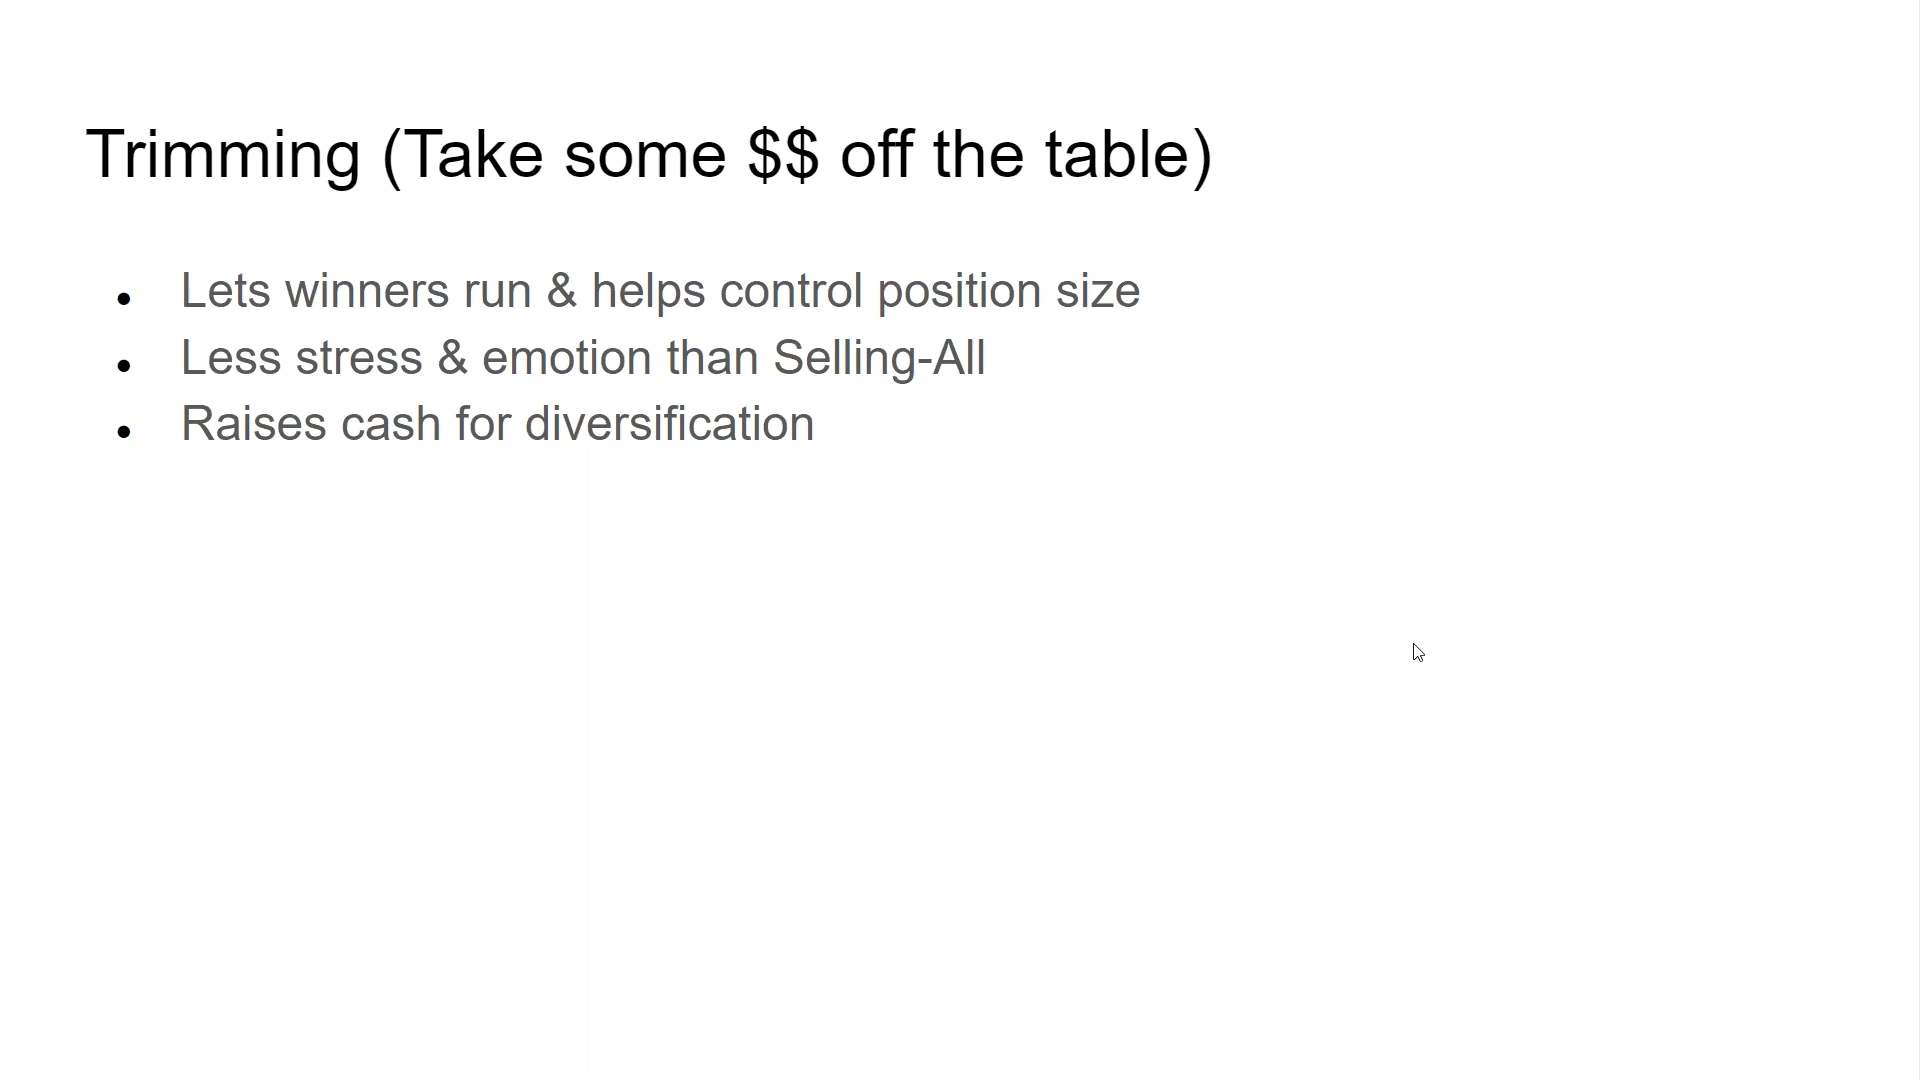 Trimming (Take some $$ off the table)
• Lets winners run & helps control position size
• Less stress & emotion than Selling-All
• Raises cash for diversification